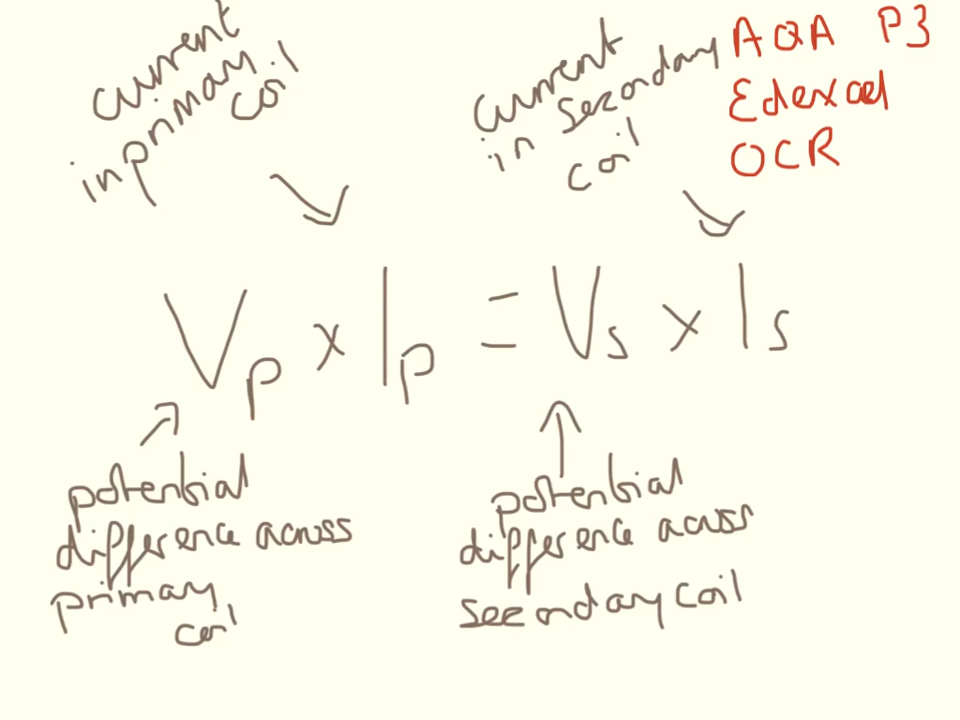 current
in primary
coil
current
in secondary
coil
AQA P3
Edexcel
OCR
Vp × Ip = Vs × Is
potential
difference across
primary
coil
potential
difference across
secondary coil